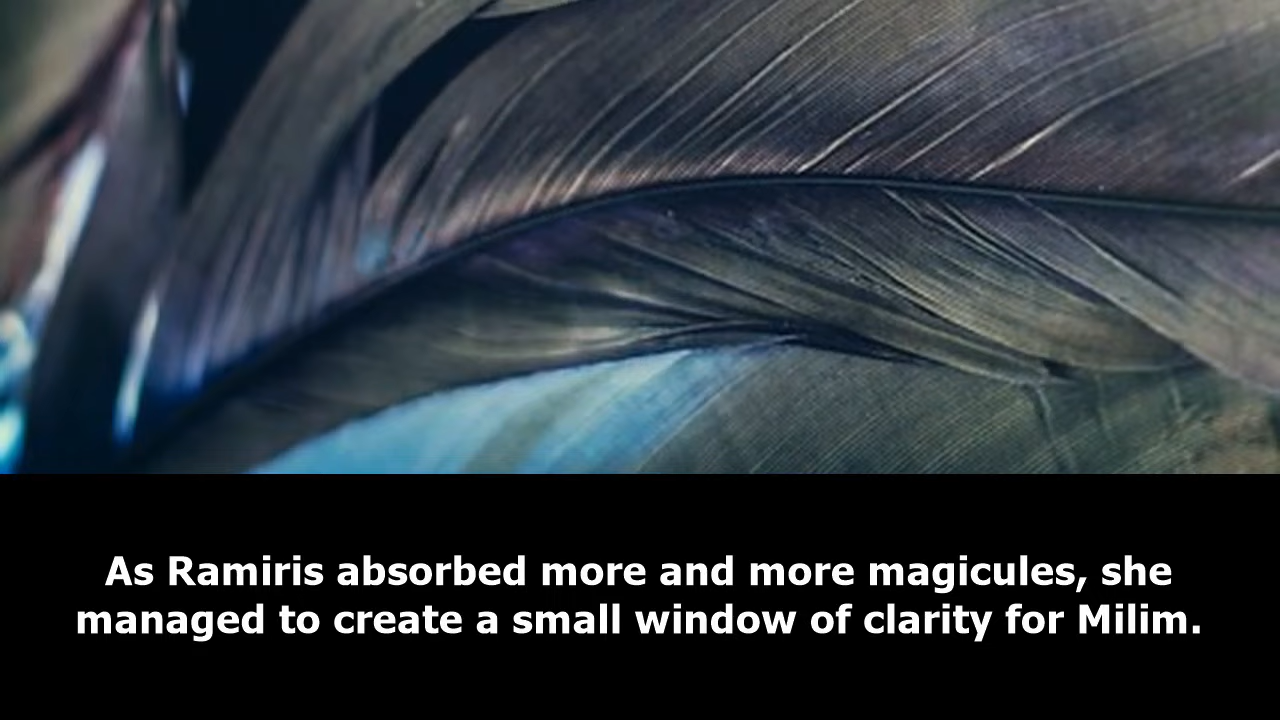 As Ramiris absorbed more and more magicules, she
managed to create a small window of clarity for Milim.